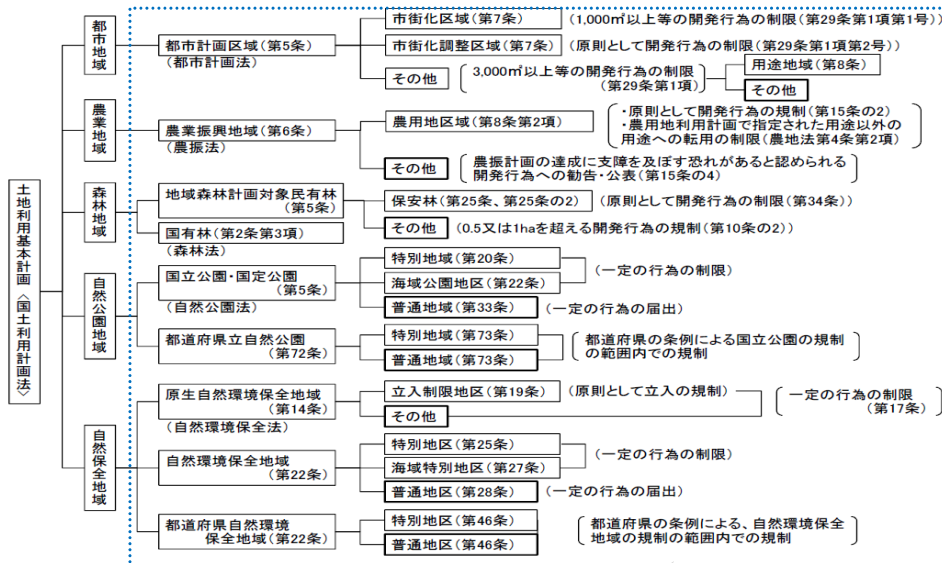 土地利用基本計画〈国土利用計画法〉
都市地域
都市計画区域(第5条)
(都市計画法)
市街化区域(第7条)
(1,000㎡以上等の開発行為の制限(第29条第1項第1号))
市街化調整区域(第7条)
(原則として開発行為の制限(第29条第1項第2号))
その他
3,000㎡以上等の開発行為の制限
(第29条第1項)
用途地域(第8条)
その他
農業地域
農業振興地域(第6条)
(農振法)
農用地区域(第8条第2項)
・原則として開発行為の規制(第15条の2)
・農用地利用計画で指定された用途以外の
用途への転用の制限(農地法第4条第2項)
その他
農振計画の達成に支障を及ぼす恐れがあると認められる
開発行為への勧告・公表(第15条の4)
森林地域
地域森林計画対象民有林
(第5条)
国有林(第2条第3項)
(森林法)
保安林(第25条、第25条の2)
(原則として開発行為の制限(第34条))
その他
(0.5又は1haを超える開発行為の規制(第10条の2))
自然公園地域
国立公園・国定公園
(第5条)
(自然公園法)
特別地域(第20条)
海域公園地区(第22条)
(一定の行為の制限)
普通地域(第33条)
(一定の行為の届出)
都道府県立自然公園
(第72条)
特別地域(第73条)
普通地域(第73条)
都道府県の条例による国立公園の規制
の範囲内での規制
自然保全地域
原生自然環境保全地域
(第14条)
(自然環境保全法)
立入制限地区(第19条)
(原則として立入の規制)
その他
一定の行為の制限
(第17条)
自然環境保全地域
(第22条)
特別地区(第25条)
海域特別地区(第27条)
(一定の行為の制限)
普通地区(第28条)
(一定の行為の届出)
都道府県自然環境
保全地域(第22条)
特別地区(第46条)
普通地区(第46条)
都道府県の条例による、自然環境保全
地域の規制の範囲内での規制